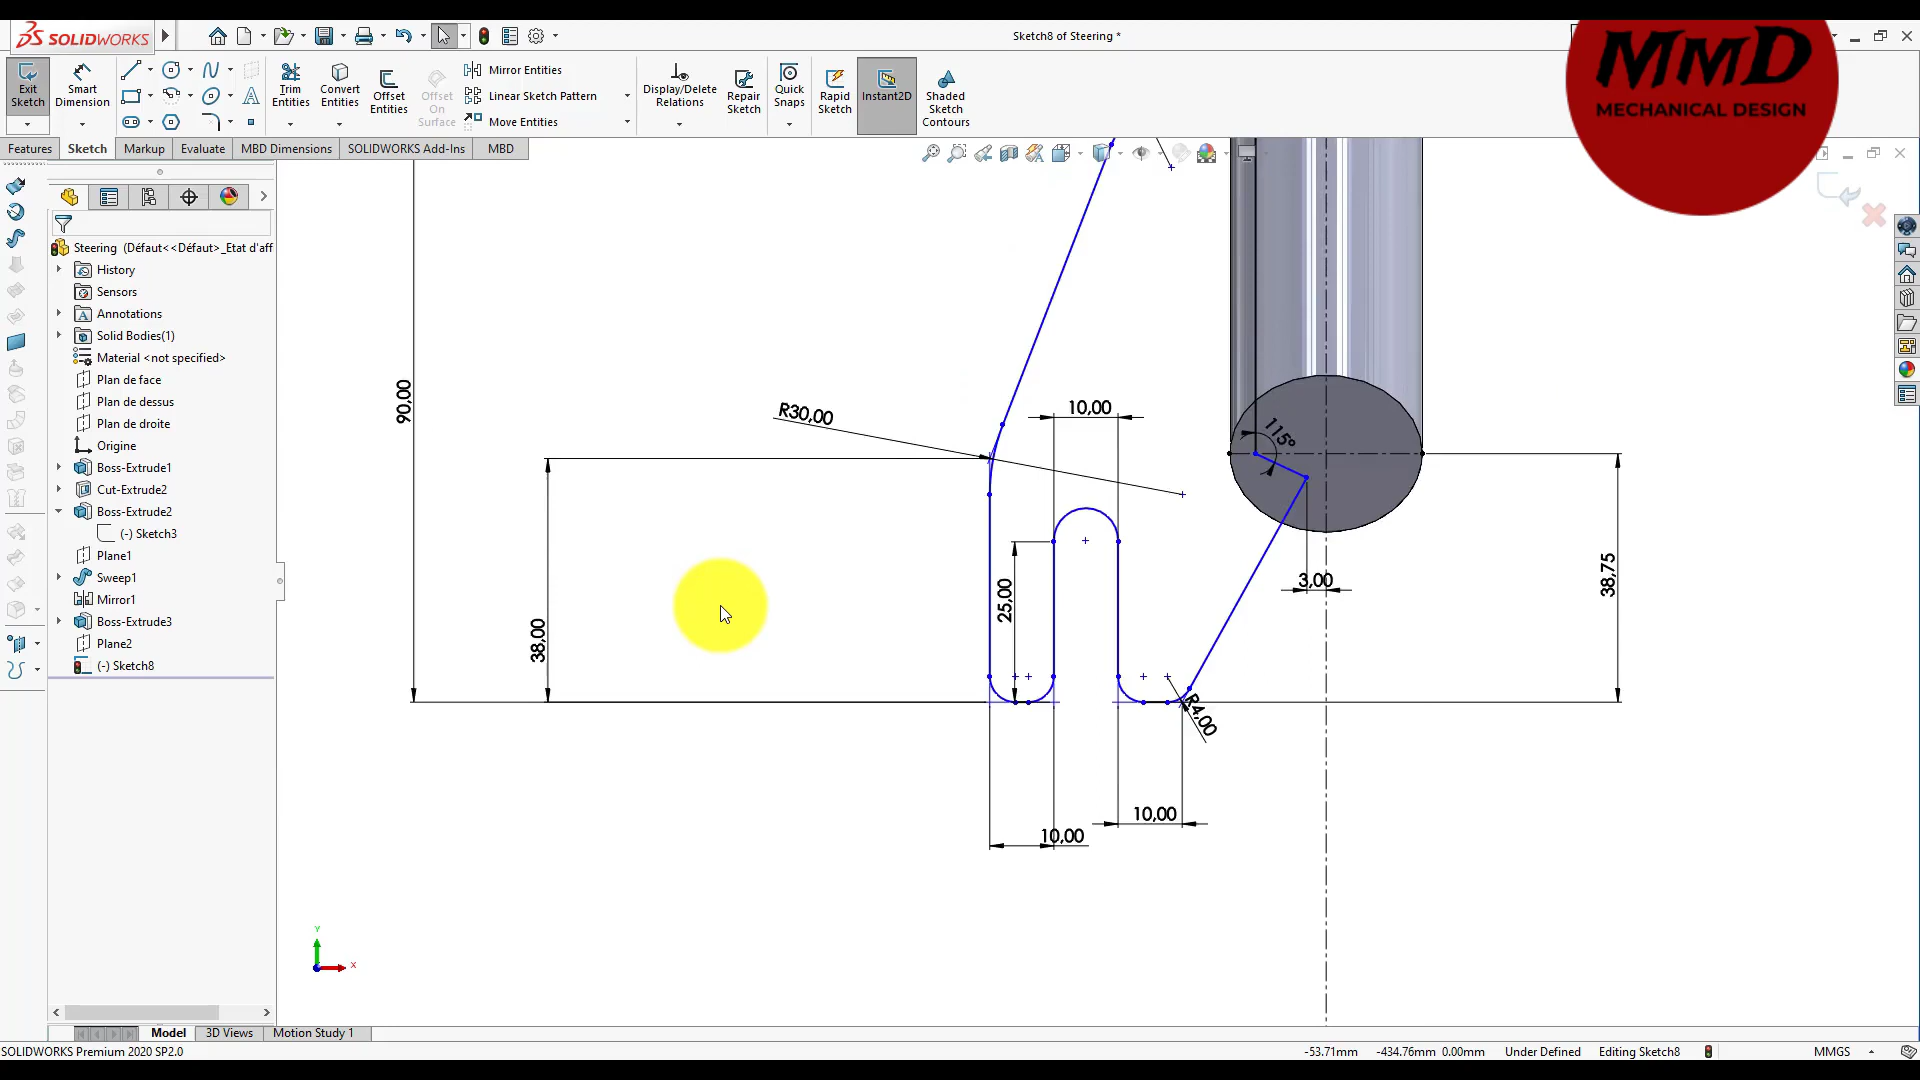 SOLIDWORKS
Sketch8 of Steering *
MMD
MECHANICAL DESIGN
Exit
Sketch
Smart
Dimension
Trim
Entities
Convert
Entities
Offset
Entities
Offset
On
Surface
Mirror Entities
Linear Sketch Pattern
Move Entities
Display/Delete
Relations
Repair
Sketch
Quick
Snaps
Rapid
Sketch
Instant2D
Shaded
Sketch
Contours
Features
Sketch
Markup
Evaluate
MBD Dimensions
SOLIDWORKS Add-Ins
MBD
Steering (Défaut<<Défaut>_Etat d'aff
History
Sensors
Annotations
Solid Bodies(1)
Material <not specified>
Plan de face
Plan de dessus
Plan de droite
Origine
Boss-Extrude1
Cut-Extrude2
Boss-Extrude2
(-) Sketch3
Plane1
Sweep1
Mirror1
Boss-Extrude3
Plane2
(-) Sketch8
90,00
R30,00
10,00
115°
38,00
25,00
3,00
38,75
R4,00
10,00
10,00
Y
X
Model
3D Views
Motion Study 1
SOLIDWORKS Premium 2020 SP2.0
-53.71mm
-434.76mm 0.00mm
Under Defined
Editing Sketch8
MMGS